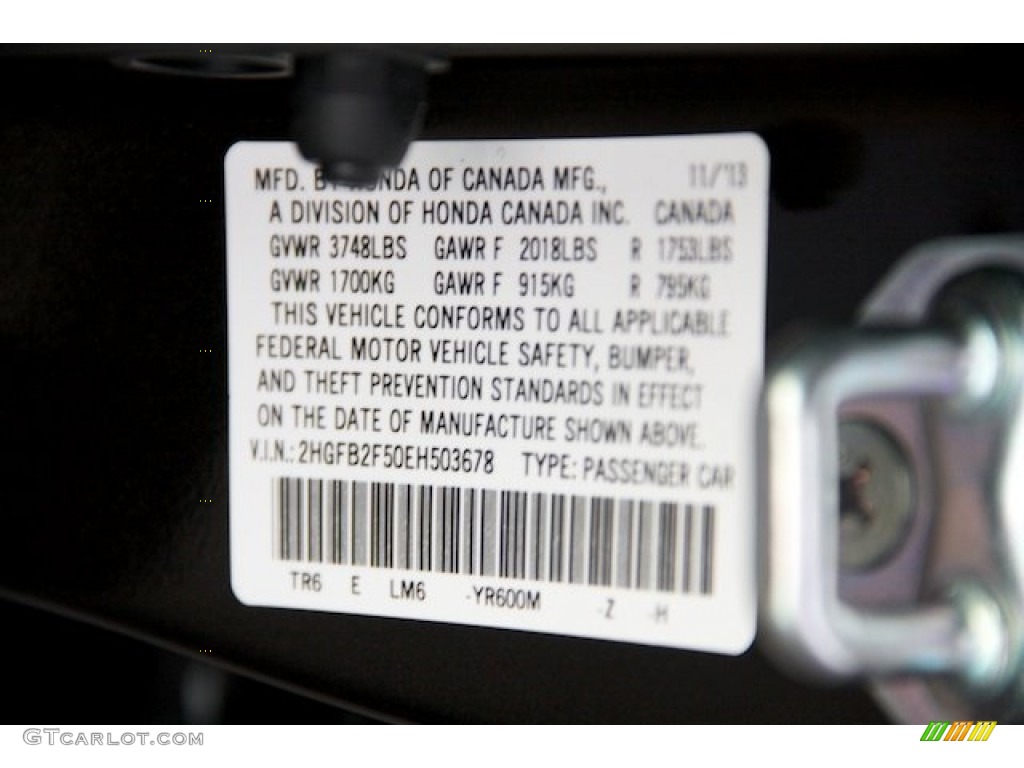 MFD. BY HONDA OF CANADA MFG., 11/13
A DIVISION OF HONDA CANADA INC. CANADA
GVWR 3748LBS GAWR F 2018LBS R 1753LBS
GVWR 1700KG GAWR F 915KG R 795KG
THIS VEHICLE CONFORMS TO ALL APPLICABLE
FEDERAL MOTOR VEHICLE SAFETY, BUMPER,
AND THEFT PREVENTION STANDARDS IN EFFECT
ON THE DATE OF MANUFACTURE SHOWN ABOVE.
V.I.N.: 2HGFB2F50EH503678 TYPE: PASSENGER CAR
TR6 E LM6 -YR600M -Z -H
GTCARLOT.COM